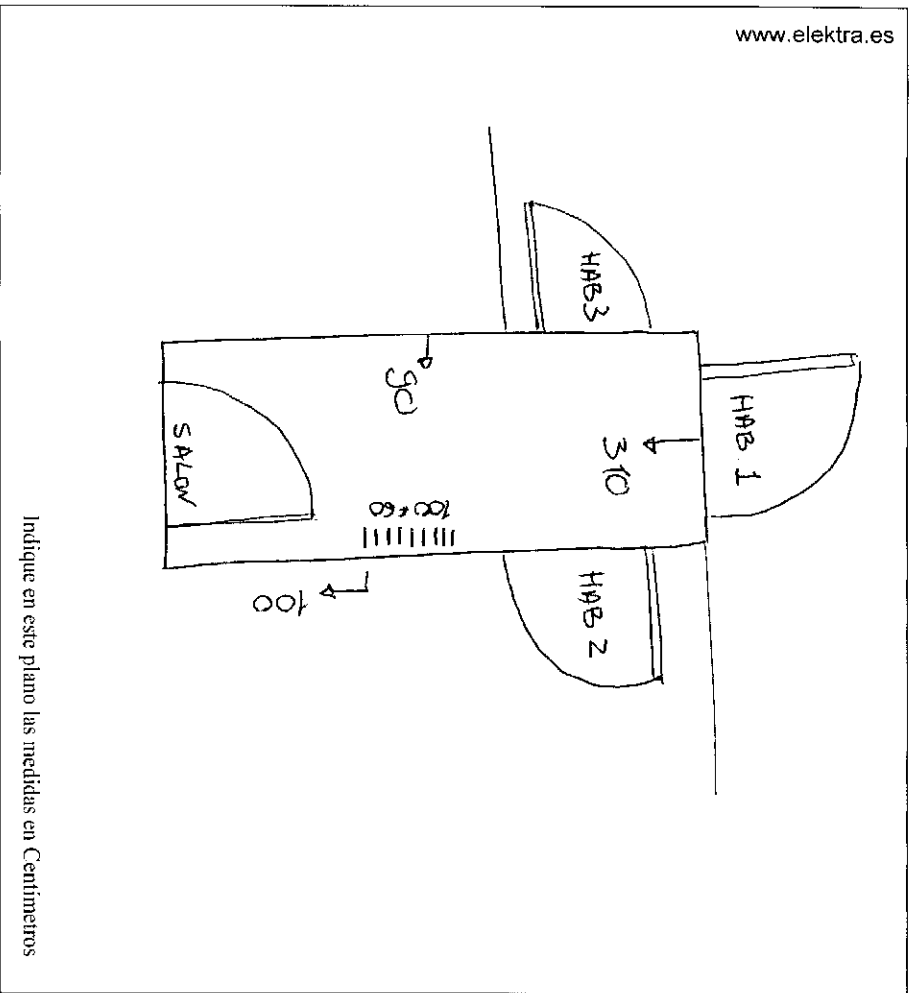 www.elektra.es
HAB 1
HAB 3
310
90
HAB 2
100*60
100
SALON
Indique en este plano las medidas en Centímetros